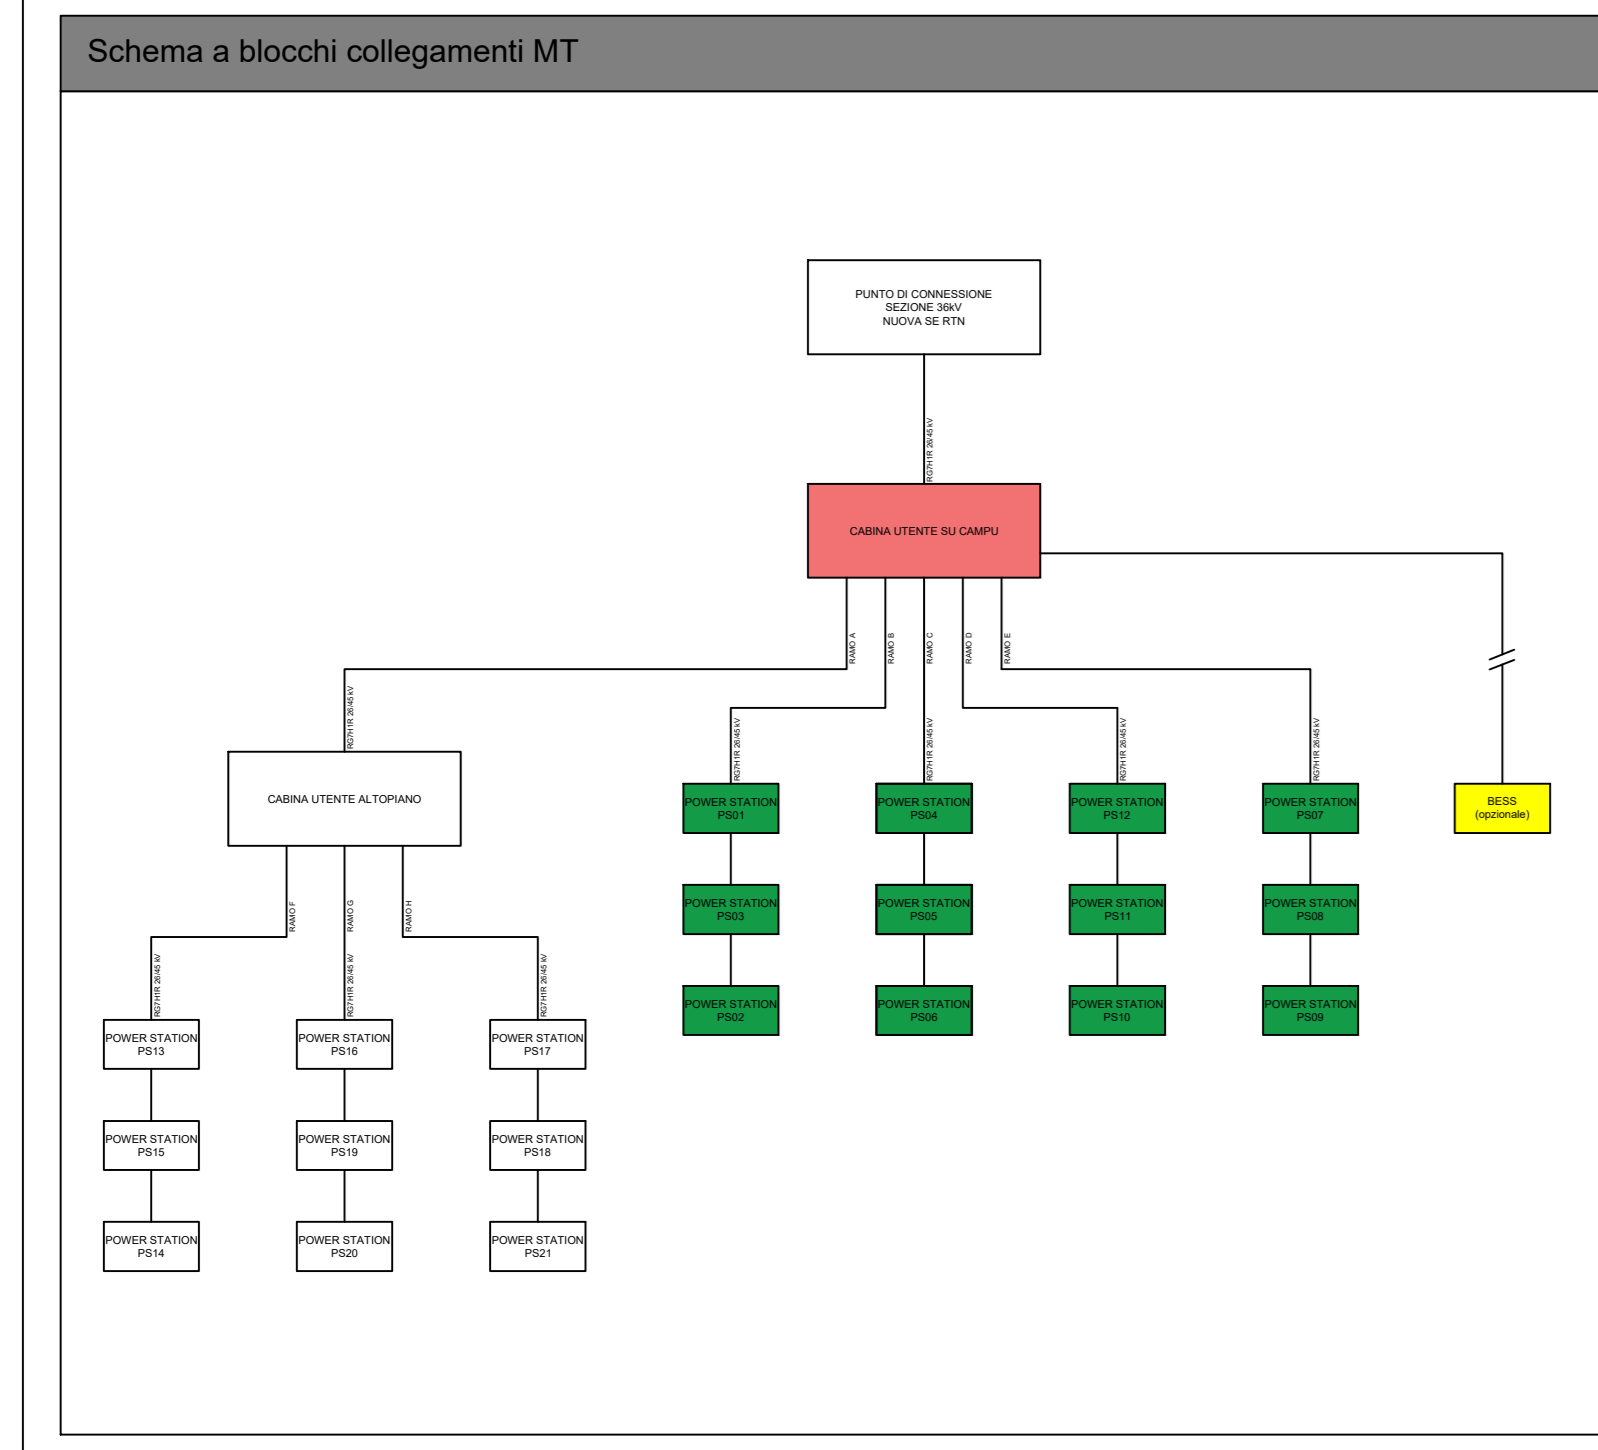 Schema a blocchi collegamenti MT
PUNTO DI CONNESSIONE
SEZIONE 36kV
NUOVA SE RTN
RG7H1R 26/45 kV
CABINA UTENTE SU CAMPU
RAMO A
RAMO B
RAMO C
RAMO D
RAMO E
RG7H1R 26/45 kV
RG7H1R 26/45 kV
RG7H1R 26/45 kV
RG7H1R 26/45 kV
RG7H1R 26/45 kV
CABINA UTENTE ALTOPIANO
POWER STATION
PS01
POWER STATION
PS04
POWER STATION
PS12
POWER STATION
PS07
BESS
(opzionale)
POWER STATION
PS03
POWER STATION
PS05
POWER STATION
PS11
POWER STATION
PS08
POWER STATION
PS02
POWER STATION
PS06
POWER STATION
PS10
POWER STATION
PS09
RAMO F
RAMO G
RAMO H
RG7H1R 26/45 kV
RG7H1R 26/45 kV
RG7H1R 26/45 kV
POWER STATION
PS13
POWER STATION
PS16
POWER STATION
PS17
POWER STATION
PS15
POWER STATION
PS19
POWER STATION
PS18
POWER STATION
PS14
POWER STATION
PS20
POWER STATION
PS21